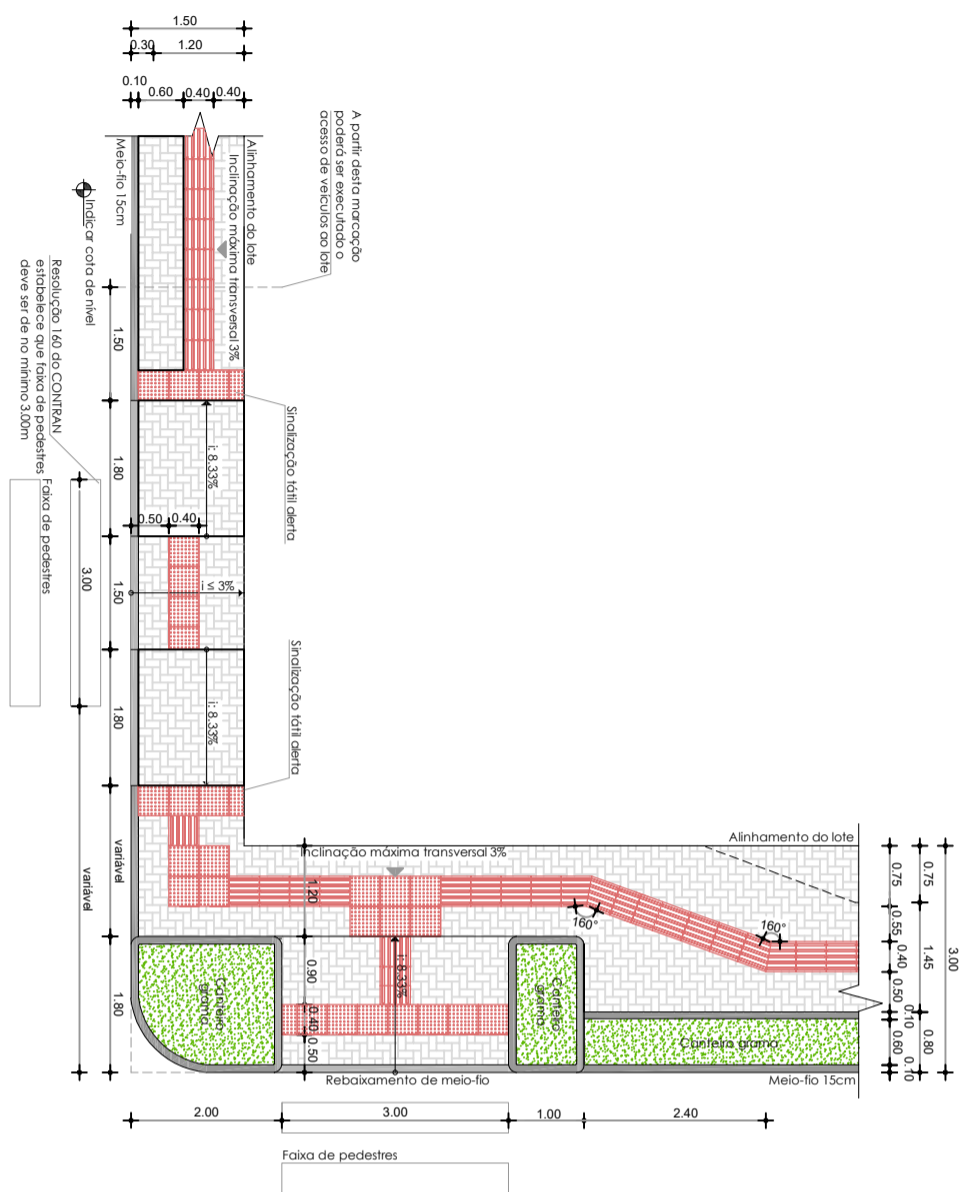 1.50
0.30
1.20
0.10
0.60
0.40
0.40
A partir desta marcação
poderá ser executado o
acesso de veículos ao lote
Alinhamento do lote
Inclinação máxima transversal 3%
Meio-fio 15cm
Indicar cota de nível
Resolução 160 do CONTRAN
estabelece que faixa de pedestres
deve ser de no mínimo 3.00m
Faixa de pedestres
1.50
1.80
1.50
1.80
variável
1.80
3.00
variável
Sinalização tátil alerta
i: 8.33%
0.50
0.40
i ≤ 3%
Sinalização tátil alerta
i: 8.33%
Alinhamento do lote
Inclinação máxima transversal 3%
1.20
0.90
0.40
0.50
i: 8.33%
160°
160°
0.75
0.55
0.40
0.50
0.10
0.60
0.10
0.75
1.45
0.80
3.00
Canteiro
grama
Canteiro
grama
Canteiro grama
Rebaixamento de meio-fio
Meio-fio 15cm
2.00
3.00
1.00
2.40
Faixa de pedestres